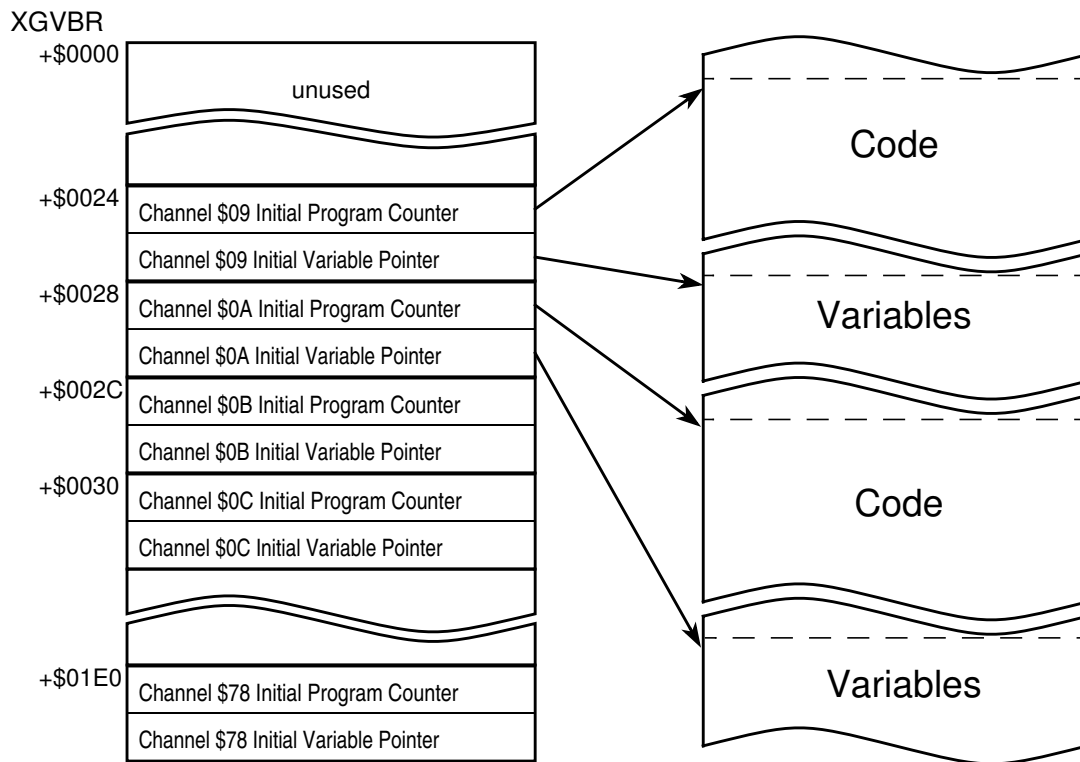 XGVBR
+$0000
unused
+$0024
Channel $09 Initial Program Counter
Channel $09 Initial Variable Pointer
+$0028
Channel $0A Initial Program Counter
Channel $0A Initial Variable Pointer
+$002C
Channel $0B Initial Program Counter
Channel $0B Initial Variable Pointer
+$0030
Channel $0C Initial Program Counter
Channel $0C Initial Variable Pointer
+$01E0
Channel $78 Initial Program Counter
Channel $78 Initial Variable Pointer
Code
Variables
Code
Variables